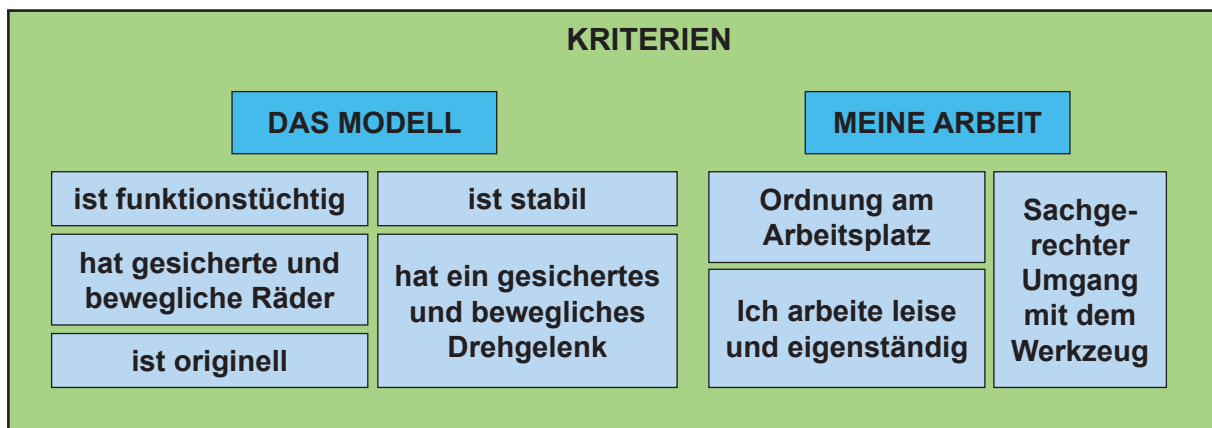 KRITERIEN
DAS MODELL
ist funktionstüchtig
hat gesicherte und
bewegliche Räder
ist originell
ist stabil
hat ein gesichertes
und bewegliches
Drehgelenk
MEINE ARBEIT
Ordnung am
Arbeitsplatz
Ich arbeite leise
und eigenständig
Sachge-
rechter
Umgang
mit dem
Werkzeug